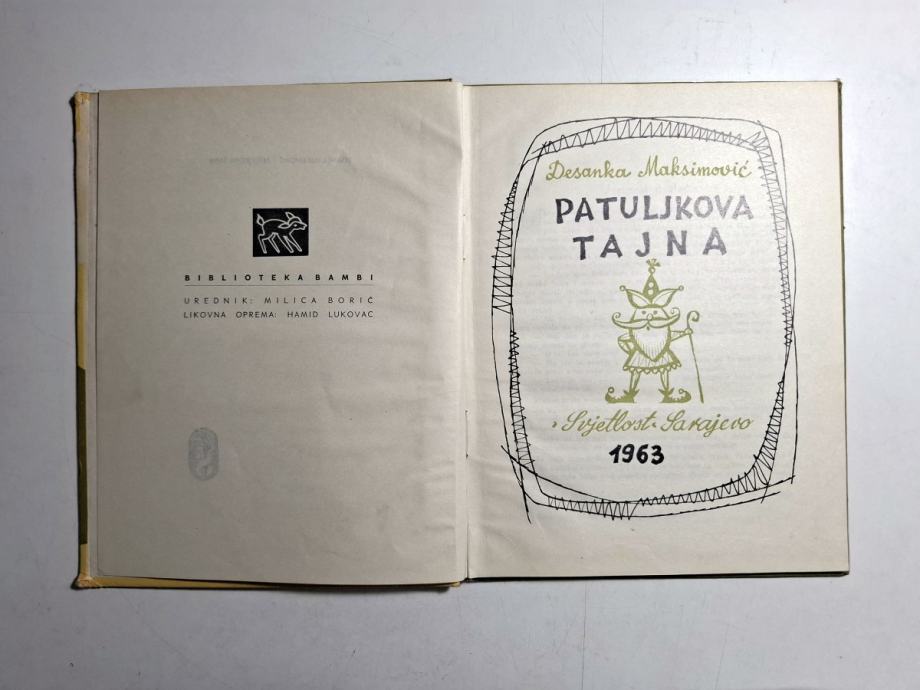 BIBLIOTEKA BAMBI
UREDNIK: MILICA BORIĆ
LIKOVNA OPREMA: HAMID LUKOVAC
Desanka Maksimović
PATULJKOVA
TAJNA
›Svjetlost‹ Sarajevo
1963